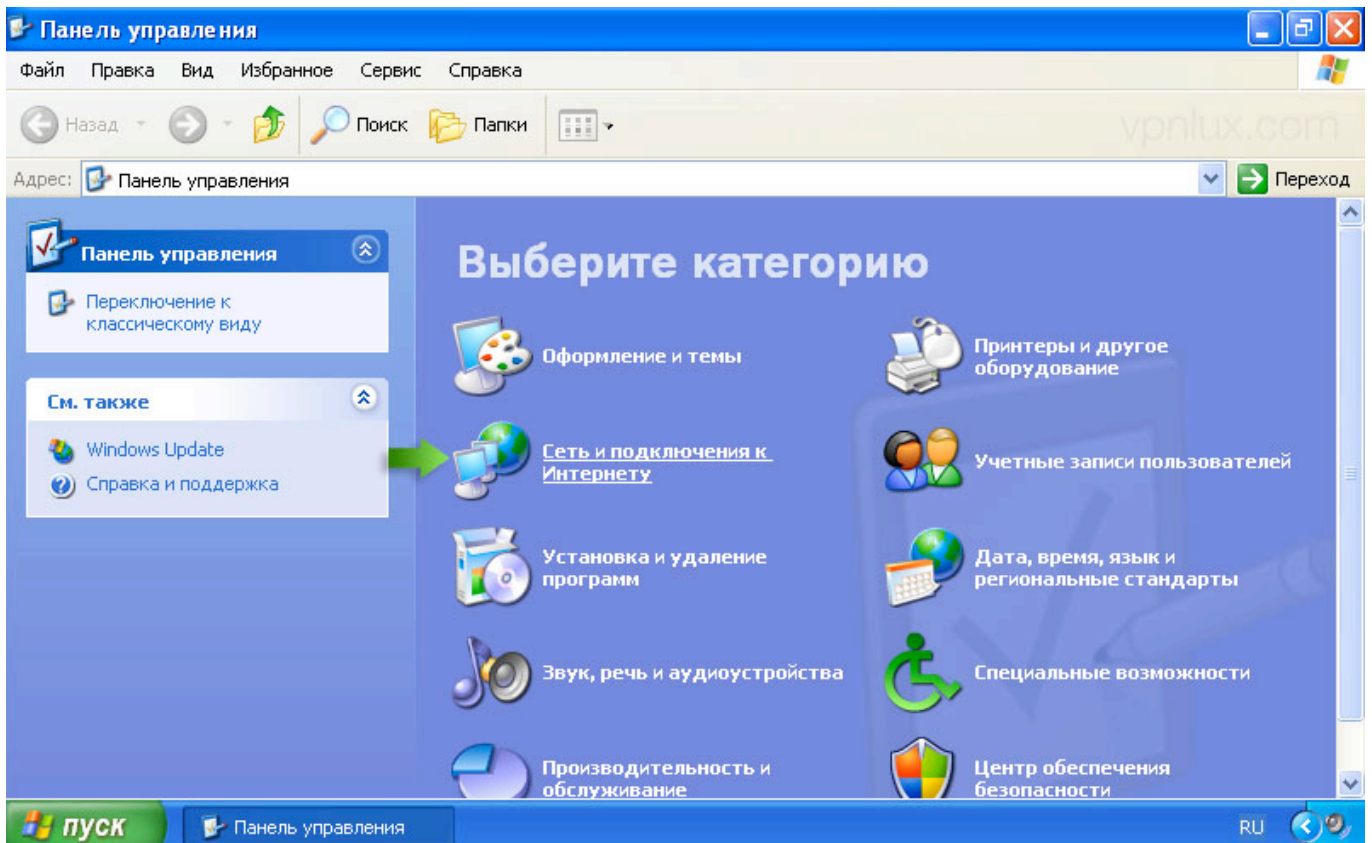 Панель управления
Файл Правка Вид Избранное Сервис Справка
Назад Поиск Папки
vpnlux.com
Адрес: Панель управления Переход
Панель управления
Переключение к
классическому виду
См. также
Windows Update
Справка и поддержка
Выберите категорию
Оформление и темы
Принтеры и другое
оборудование
Сеть и подключения к
Интернету
Учетные записи пользователей
Установка и удаление
программ
Дата, время, язык и
региональные стандарты
Звук, речь и аудиоустройства
Специальные возможности
Производительность и
обслуживание
Центр обеспечения
безопасности
пуск Панель управления RU